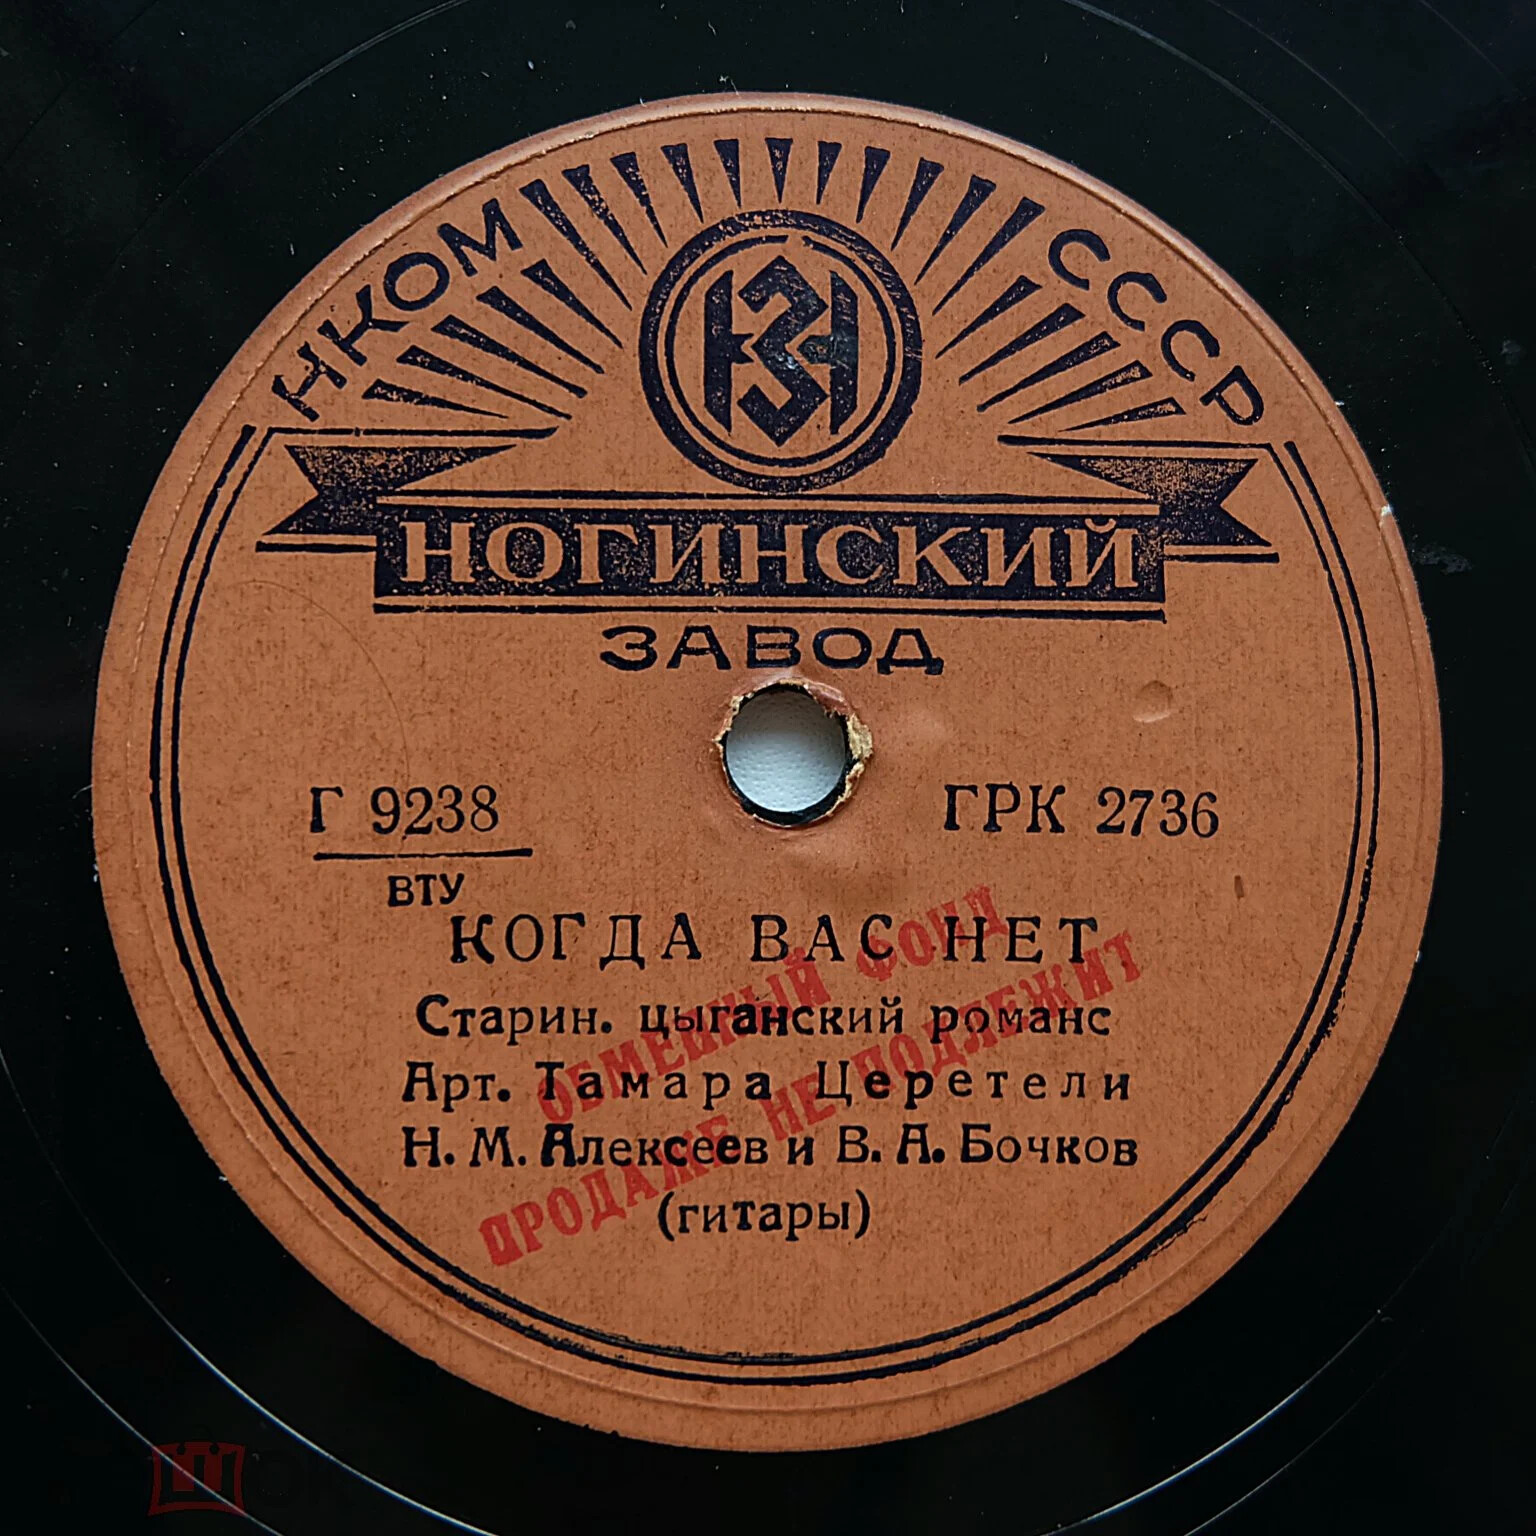 НКОМ СССР
НЗН
НОГИНСКИЙ
ЗАВОД
Г 9238 ГРК 2736
ВТУ
КОГДА ВАС НЕТ
Старин. цыганский романс
Арт. Тамара Церетели
Н. М. Алексеев и В. А. Бочков
(гитары)
ОБМЕННЫЙ ФОНД
ПРОДАЖЕ НЕ ПОДЛЕЖИТ